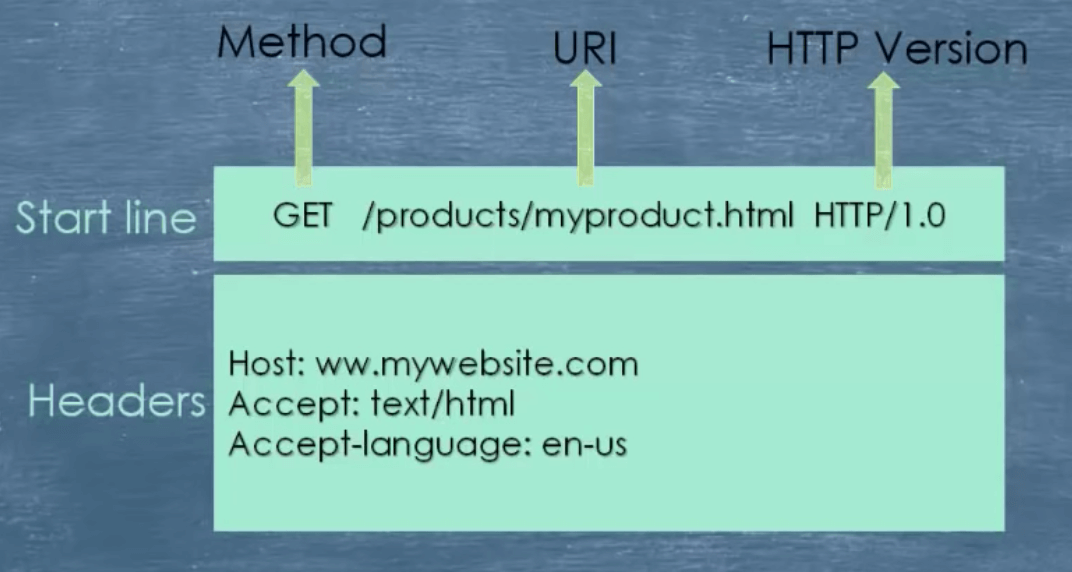 Method URI HTTP Version
Start line GET /products/myproduct.html HTTP/1.0
Host: ww.mywebsite.com
Headers Accept: text/html
Accept-language: en-us